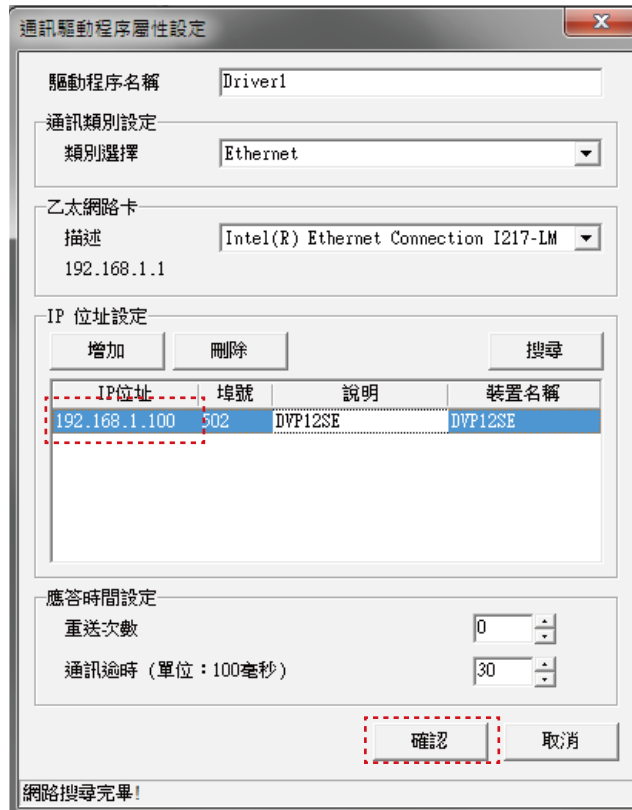 通訊驅動程序屬性設定
驅動程序名稱 Driver1
通訊類別設定
類別選擇 Ethernet
乙太網路卡
描述 Intel(R) Ethernet Connection I217-LM
192.168.1.1
IP 位址設定
增加 刪除 搜尋
IP位址 埠號 說明 裝置名稱
192.168.1.100 502 DVP12SE DVP12SE
應答時間設定
重送次數 0
通訊逾時 (單位：100毫秒) 30
確認 取消
網路搜尋完畢!